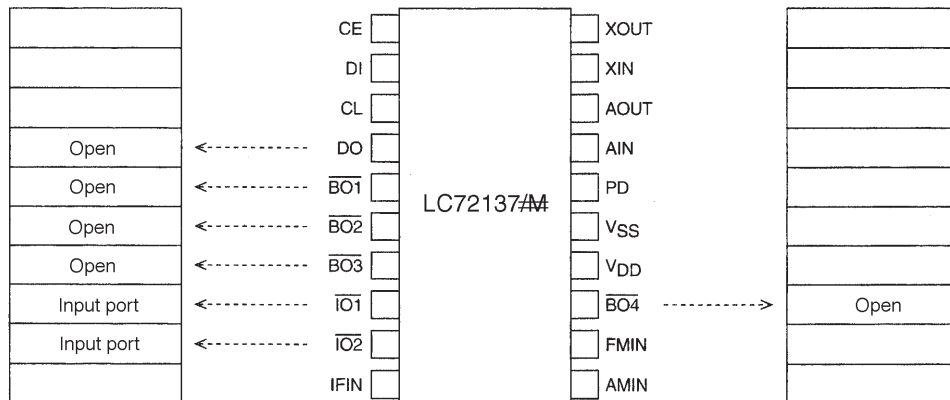 CE XOUT
DI XIN
CL AOUT
Open DO AIN
Open BO1 PD
Open BO2 VSS
Open BO3 VDD
Input port IO1 BO4 Open
Input port IO2 FMIN
IFIN AMIN
LC72137/M